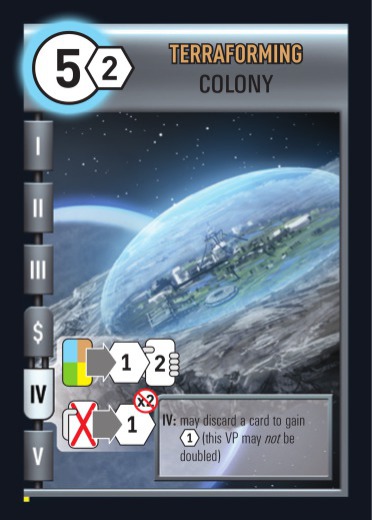 5 2
TERRAFORMING
COLONY
I
II
III
$
IV
V
1 2
x2
1
IV: may discard a card to gain
1 (this VP may not be
doubled)